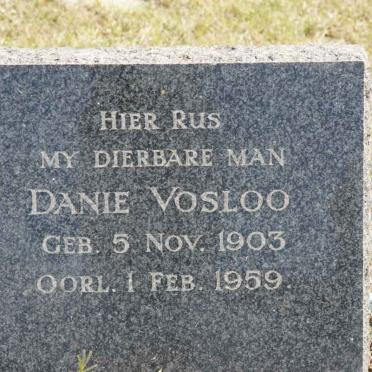 HIER RUS
MY DIERBARE MAN
DANIE VOSLOO
GEB. 5 NOV. 1903
OORL. 1 FEB. 1959.